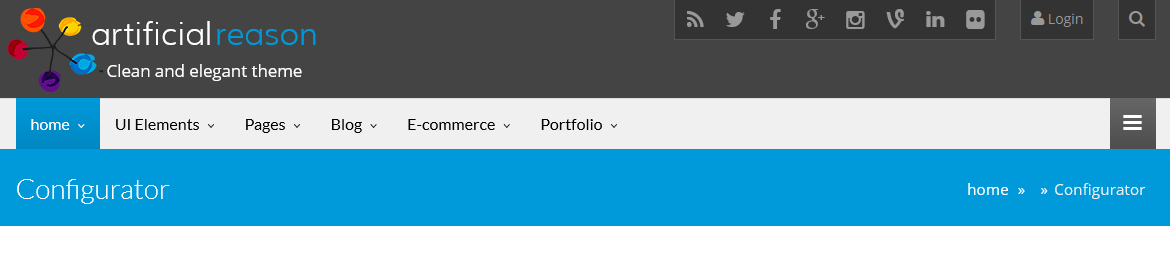 artificialreason
- Clean and elegant theme
Login
home
UI Elements
Pages
Blog
E-commerce
Portfolio
Configurator
home » » Configurator